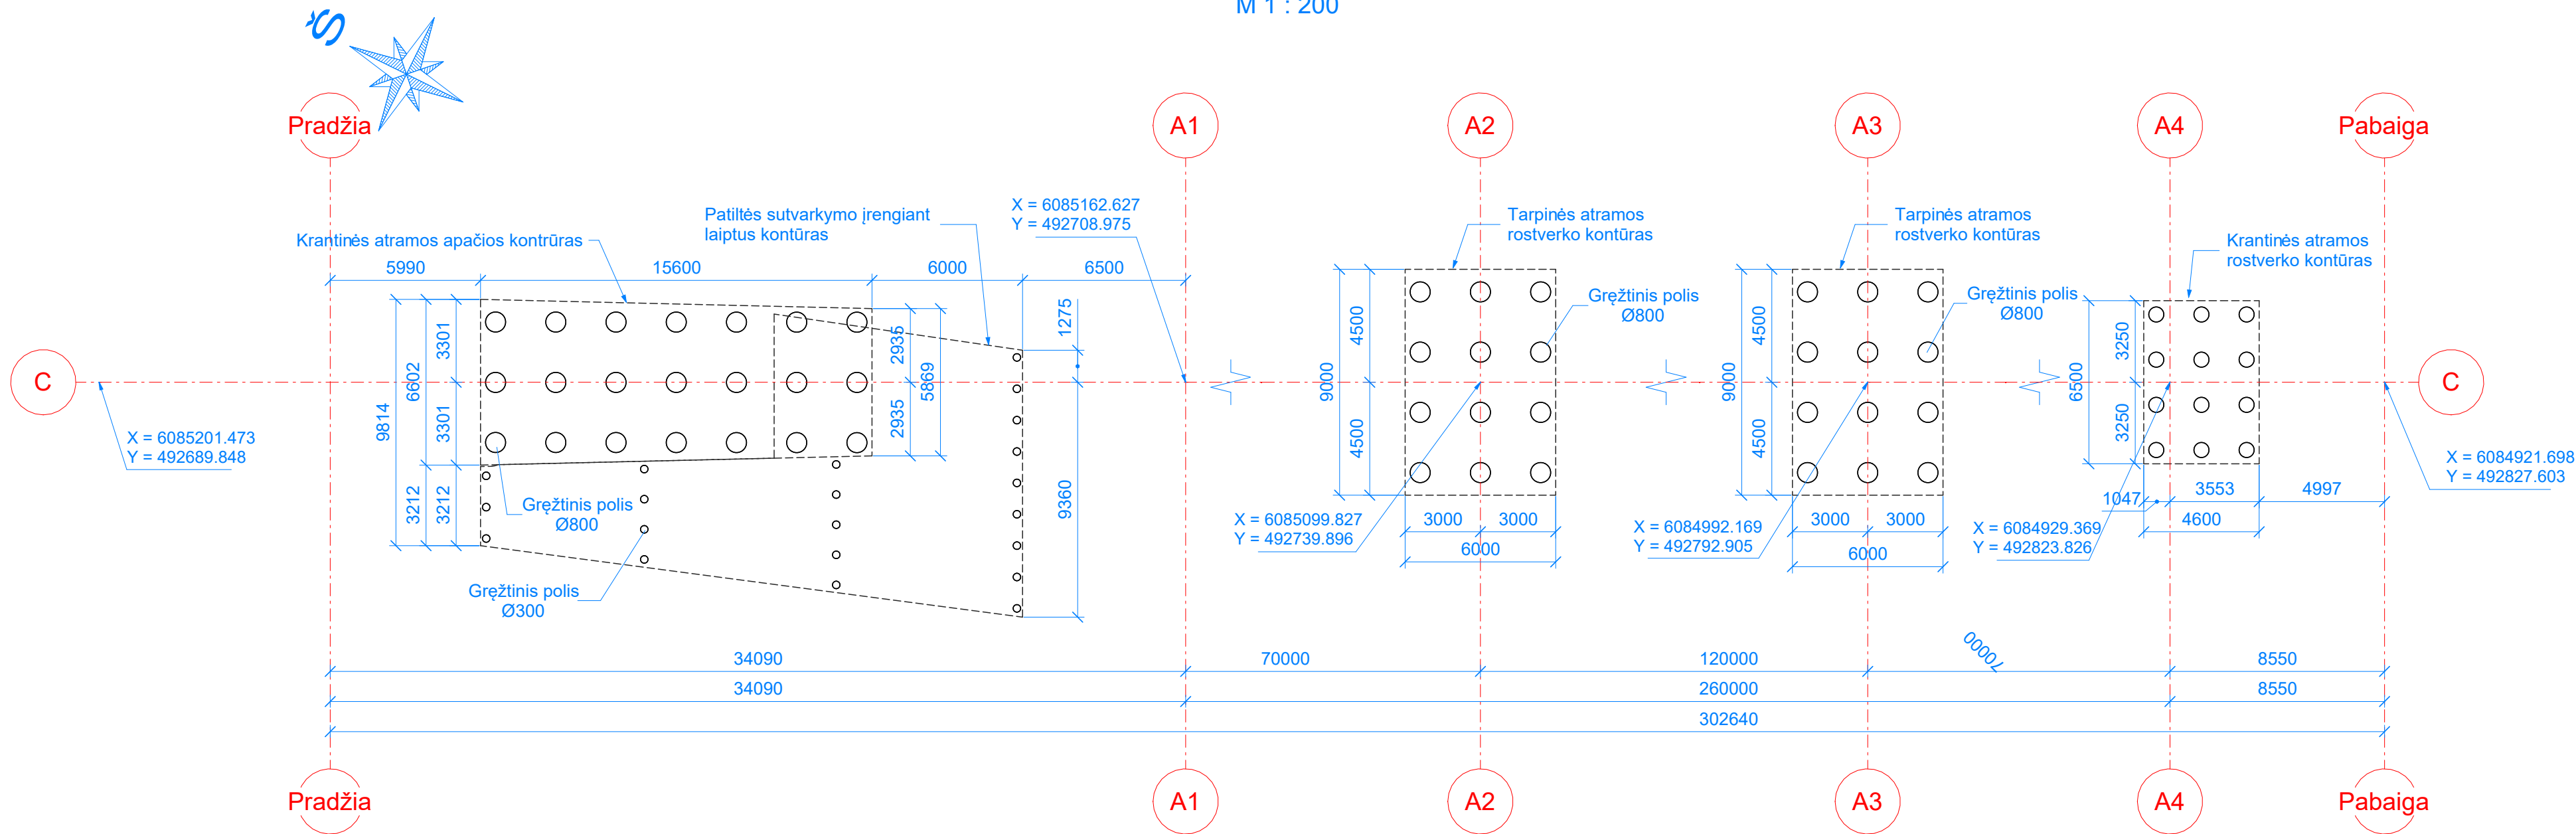 M 1 : 200
Š
Pradžia
A1
A2
A3
A4
Pabaiga
X = 6085162.627
Y = 492708.975
Patiltės sutvarkymo įrengiant
laiptus kontūras
Krantinės atramos apačios kontrūras
Tarpinės atramos
rostverko kontūras
Tarpinės atramos
rostverko kontūras
Krantinės atramos
rostverko kontūras
5990
15600
6000
6500
Gręžtinis polis
Ø800
Gręžtinis polis
Ø800
1275
3301
6602
9814
3301
3212
3212
2935
5869
2935
9360
4500
9000
4500
4500
9000
4500
3250
6500
3250
C
C
X = 6085201.473
Y = 492689.848
X = 6084921.698
Y = 492827.603
Gręžtinis polis
Ø800
Gręžtinis polis
Ø300
X = 6085099.827
Y = 492739.896
3000
3000
6000
X = 6084992.169
Y = 492792.905
3000
3000
6000
X = 6084929.369
Y = 492823.826
1047
3553
4997
4600
34090
70000
120000
70000
8550
34090
260000
8550
302640
Pradžia
A1
A2
A3
A4
Pabaiga